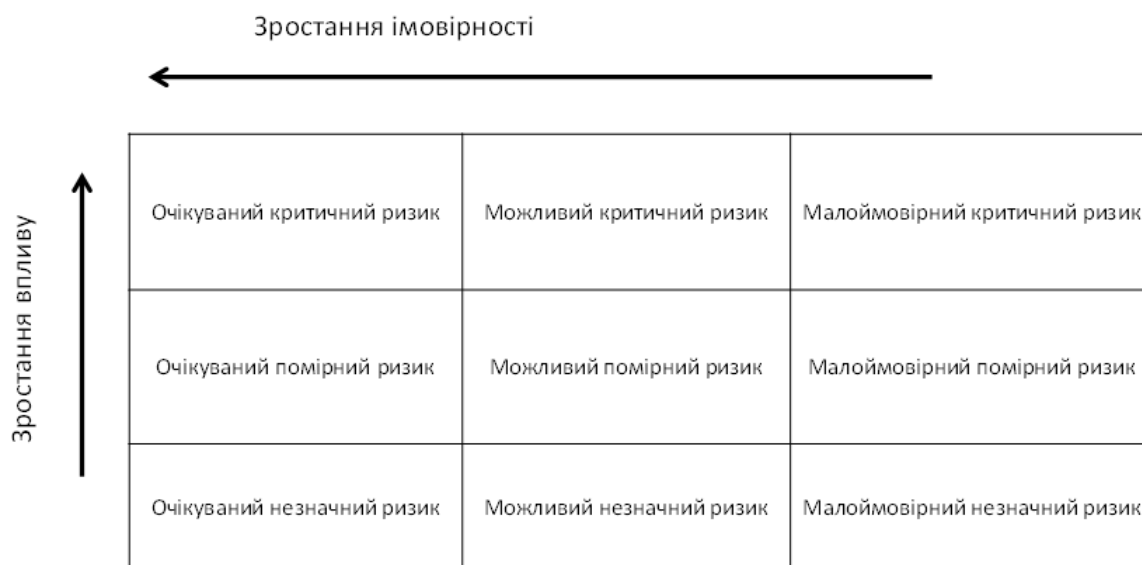 Зростання імовірності
Зростання впливу
Очікуваний критичний ризик
Можливий критичний ризик
Малоймовірний критичний ризик
Очікуваний помірний ризик
Можливий помірний ризик
Малоймовірний помірний ризик
Очікуваний незначний ризик
Можливий незначний ризик
Малоймовірний незначний ризик